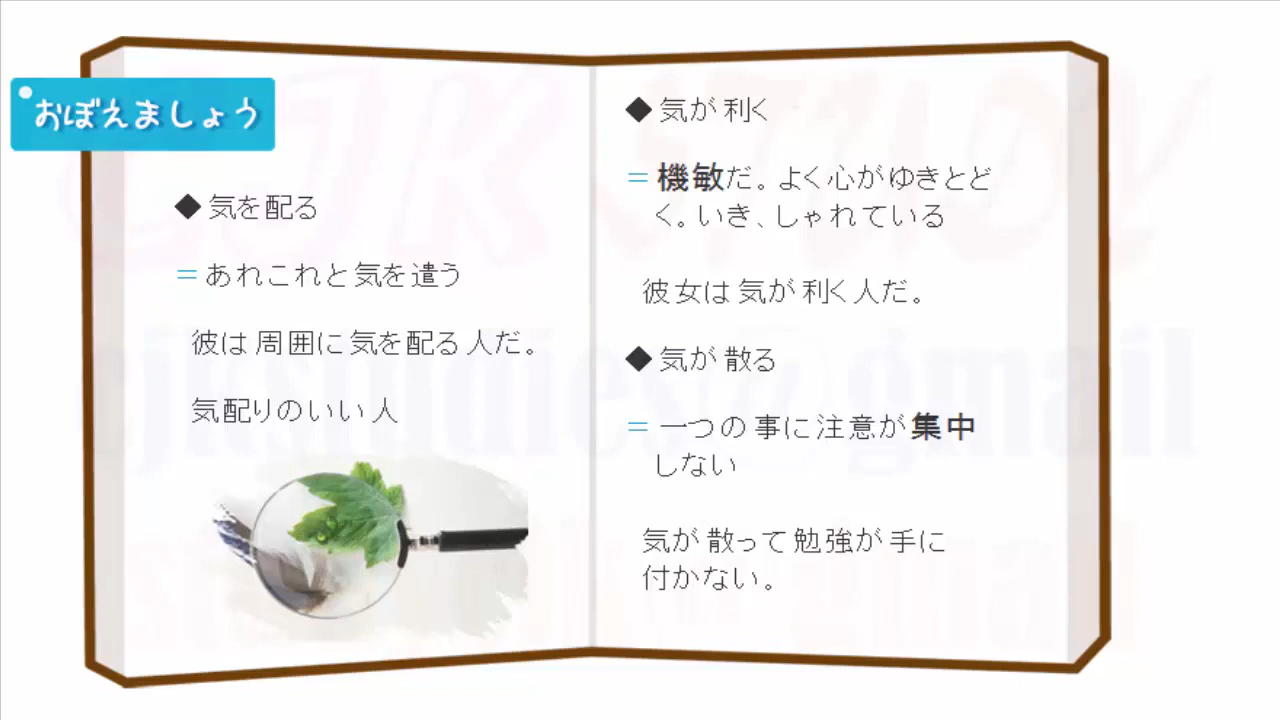 おぼえましょう
◆気を配る
＝あれこれと気を遣う
彼は周囲に気を配る人だ。
気配りのいい人
◆気が利く
＝機敏だ。よく心がゆきとど
く。いき、しゃれている
彼女は気が利く人だ。
◆気が散る
＝一つの事に注意が集中
しない
気が散って勉強が手に
付かない。